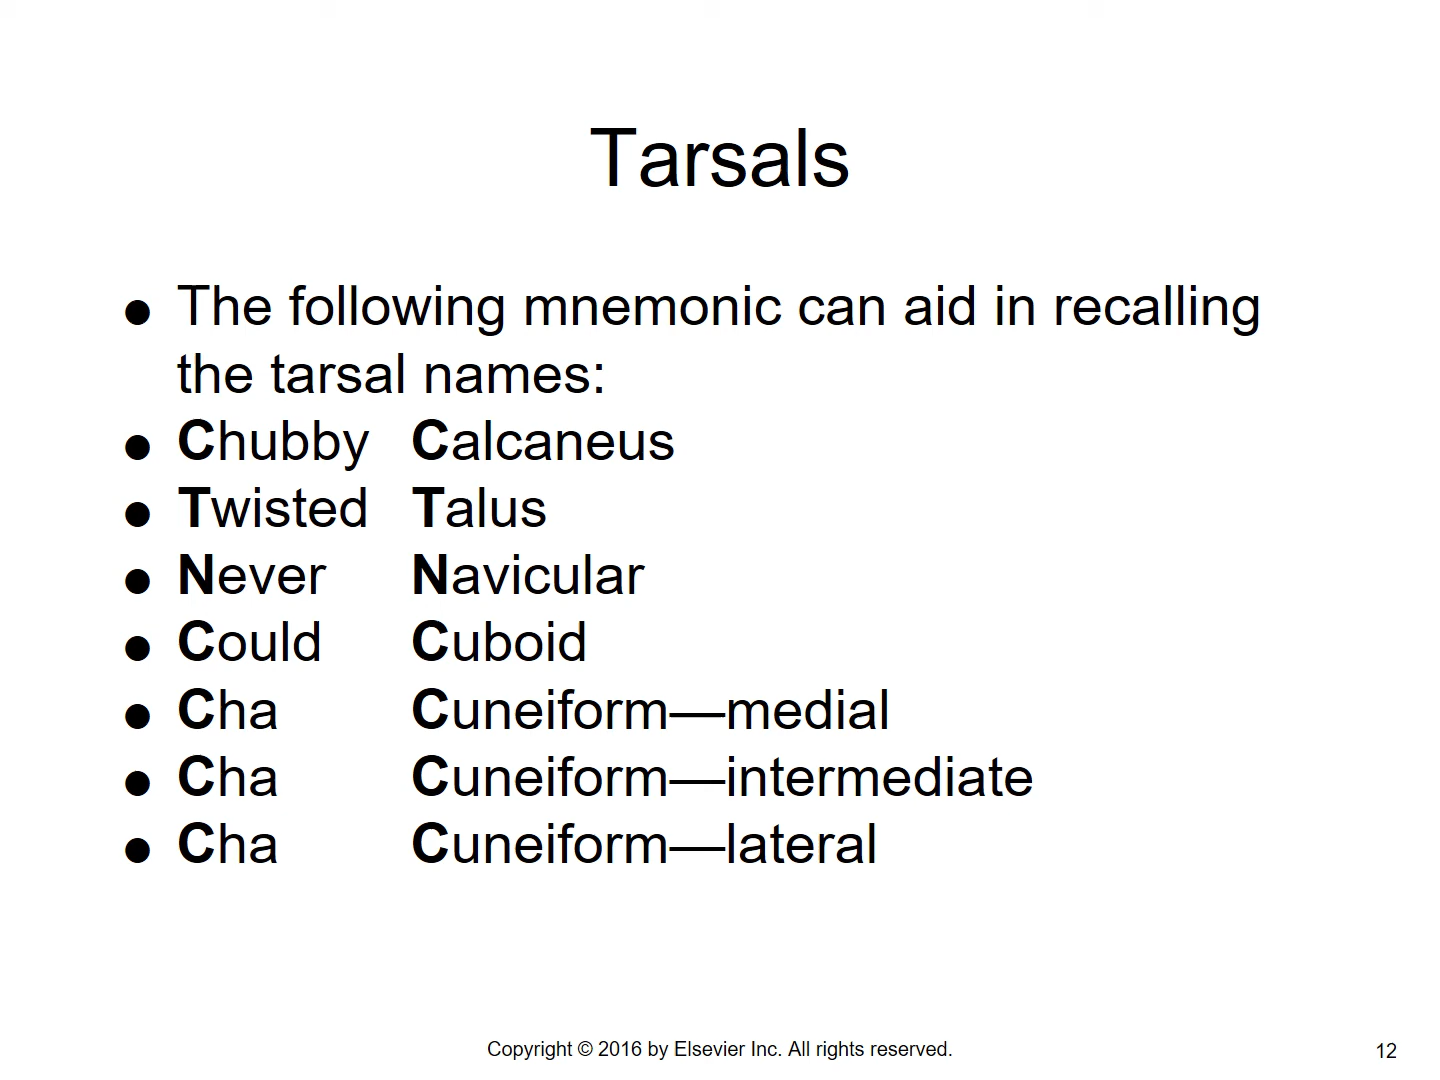 Tarsals
● The following mnemonic can aid in recalling
the tarsal names:
● Chubby Calcaneus
● Twisted Talus
● Never Navicular
● Could Cuboid
● Cha Cuneiform—medial
● Cha Cuneiform—intermediate
● Cha Cuneiform—lateral
Copyright © 2016 by Elsevier Inc. All rights reserved.
12